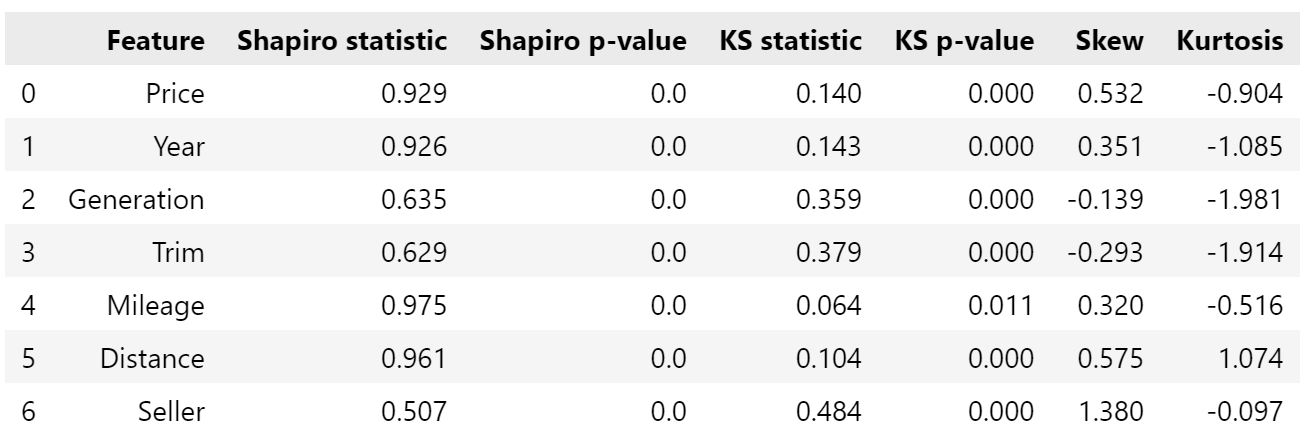 Feature Shapiro statistic Shapiro p-value KS statistic KS p-value Skew Kurtosis
0 Price 0.929 0.0 0.140 0.000 0.532 -0.904
1 Year 0.926 0.0 0.143 0.000 0.351 -1.085
2 Generation 0.635 0.0 0.359 0.000 -0.139 -1.981
3 Trim 0.629 0.0 0.379 0.000 -0.293 -1.914
4 Mileage 0.975 0.0 0.064 0.011 0.320 -0.516
5 Distance 0.961 0.0 0.104 0.000 0.575 1.074
6 Seller 0.507 0.0 0.484 0.000 1.380 -0.097